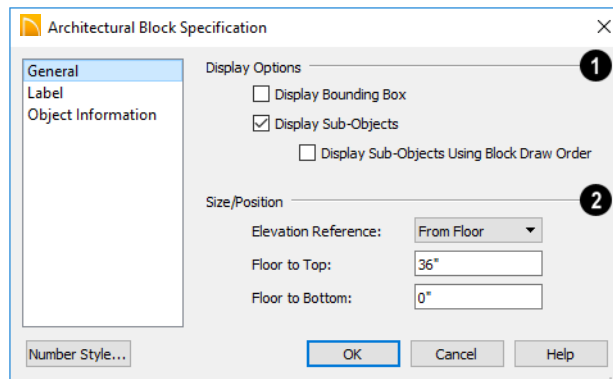 Architectural Block Specification
General
Label
Object Information
Display Options
1
Display Bounding Box
Display Sub-Objects
Display Sub-Objects Using Block Draw Order
Size/Position
2
Elevation Reference: From Floor
Floor to Top: 36"
Floor to Bottom: 0"
Number Style... OK Cancel Help